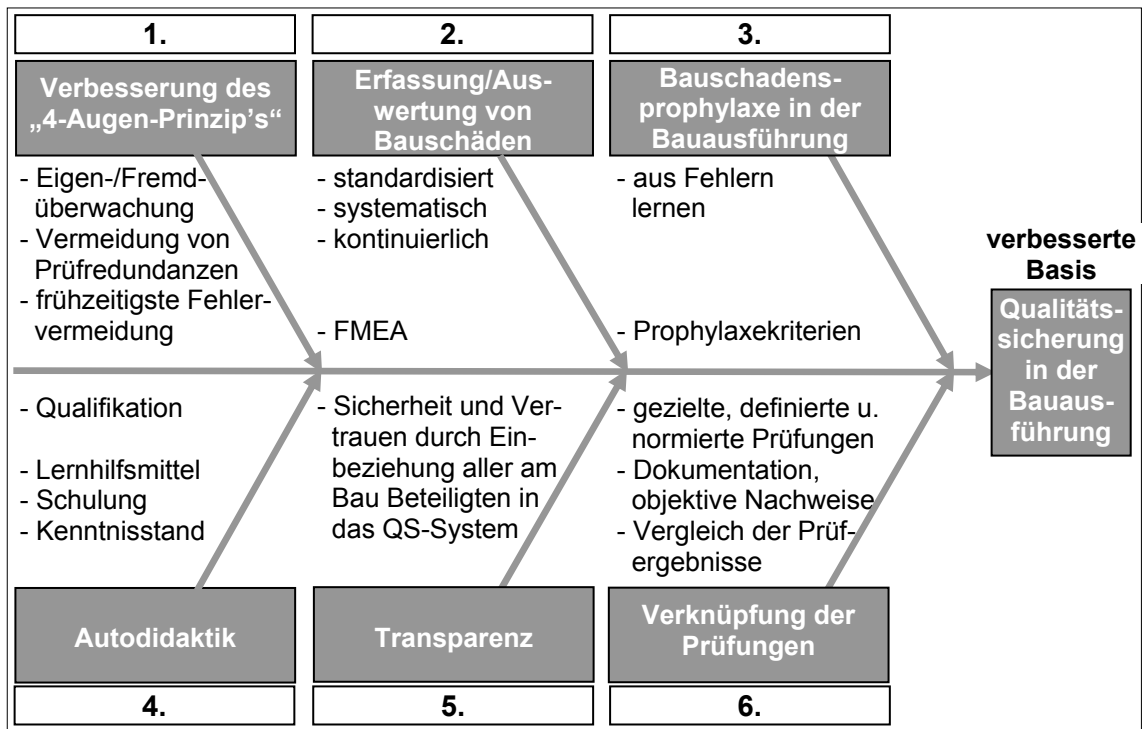 1.
Verbesserung des
„4-Augen-Prinzip's“
- Eigen-/Fremd-
überwachung
- Vermeidung von
Prüfredundanzen
- frühzeitigste Fehler-
vermeidung
2.
Erfassung/Aus-
wertung von
Bauschäden
- standardisiert
- systematisch
- kontinuierlich
- FMEA
3.
Bauschadens-
prophylaxe in der
Bauausführung
- aus Fehlern
lernen
- Prophylaxekriterien
verbesserte
Basis
Qualitäts-
sicherung
in der
Bauaus-
führung
- Qualifikation
- Lernhilfsmittel
- Schulung
- Kenntnisstand
Autodidaktik
4.
- Sicherheit und Ver-
trauen durch Ein-
beziehung aller am
Bau Beteiligten in
das QS-System
Transparenz
5.
- gezielte, definierte u.
normierte Prüfungen
- Dokumentation,
objektive Nachweise
- Vergleich der Prüf-
ergebnisse
Verknüpfung der
Prüfungen
6.